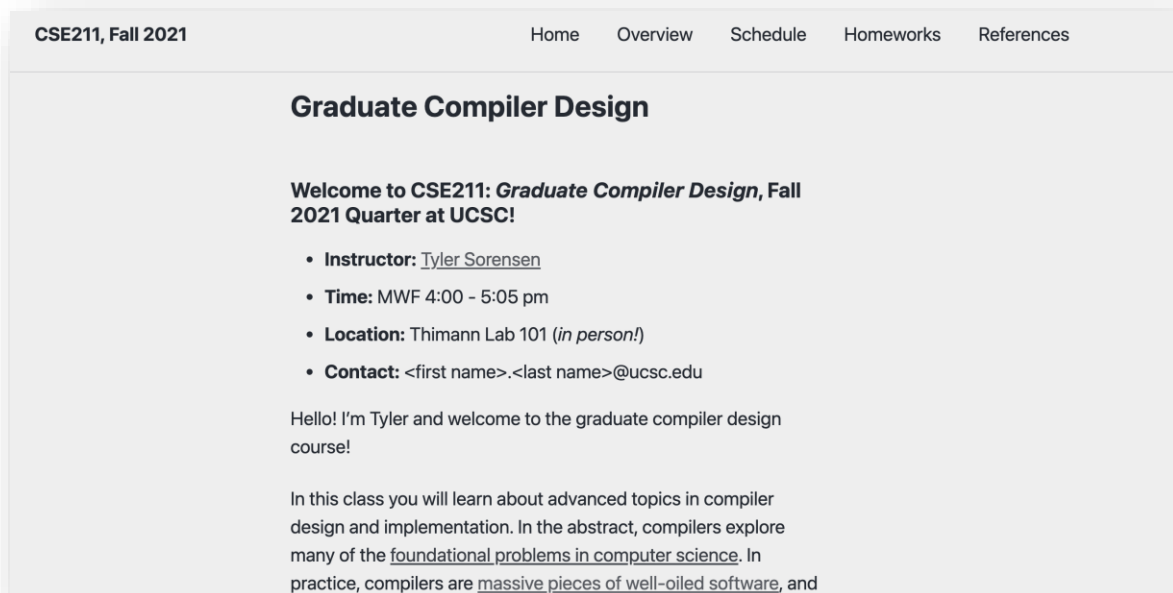 CSE211, Fall 2021 Home Overview Schedule Homeworks References
Graduate Compiler Design
Welcome to CSE211: Graduate Compiler Design, Fall
2021 Quarter at UCSC!
• Instructor: Tyler Sorensen
• Time: MWF 4:00 - 5:05 pm
• Location: Thimann Lab 101 (in person!)
• Contact: <first name>.<last name>@ucsc.edu
Hello! I’m Tyler and welcome to the graduate compiler design
course!
In this class you will learn about advanced topics in compiler
design and implementation. In the abstract, compilers explore
many of the foundational problems in computer science. In
practice, compilers are massive pieces of well-oiled software, and